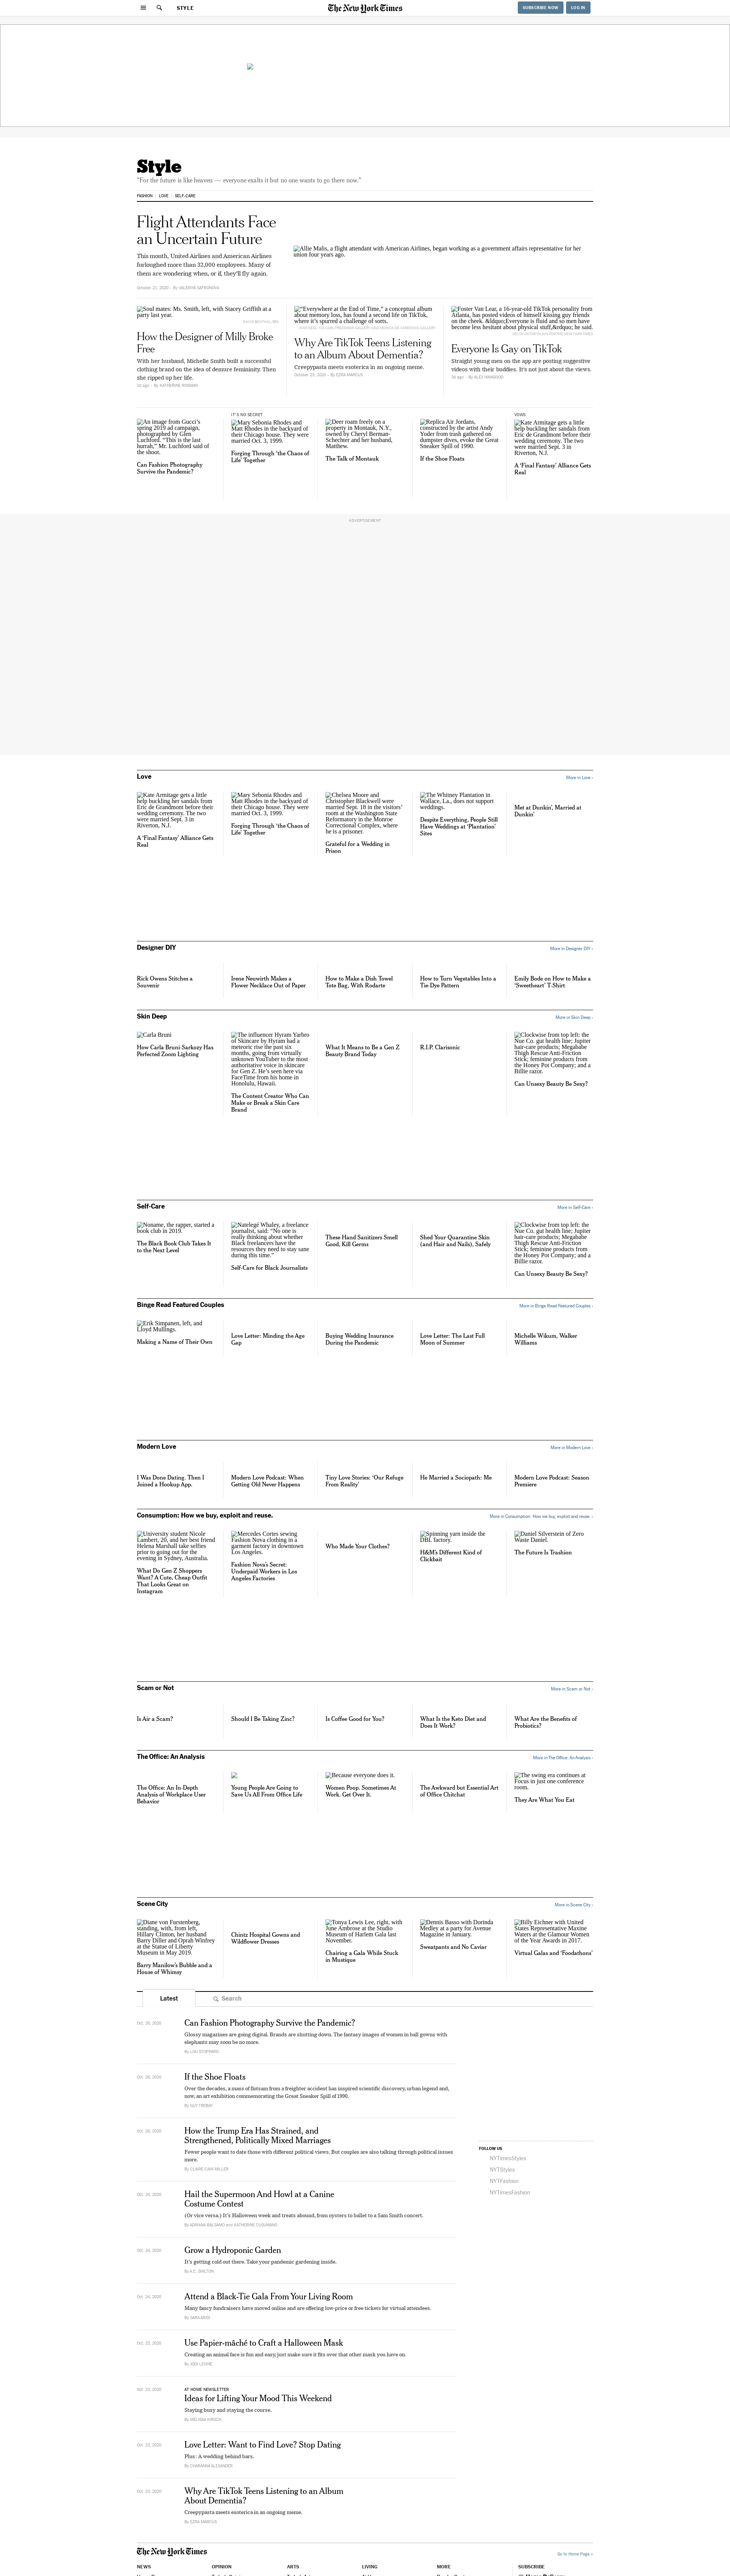 STYLE
The New York Times
SUBSCRIBE NOW
LOG IN
Style
"For the future is like heaven — everyone exalts it but no one wants to go there now."
FASHION
LOVE
SELF-CARE
Flight Attendants Face
an Uncertain Future
This month, United Airlines and American Airlines
furloughed more than 32,000 employees. Many of
them are wondering when, or if, they'll fly again.
October 21, 2020 - By VALERIYA SAFRONOVA
Allie Malis, a flight attendant with American Airlines, began working as a government affairs representative for her
union four years ago.
Soul mates: Ms. Smith, left, with Stacey Griffith at a
party last year.
How the Designer of Milly Broke
Free
With her husband, Michelle Smith built a successful
clothing brand on the idea of demure femininity. Then
she ripped up her life.
2d ago - By KATHERINE ROSMAN
"Everywhere at the End of Time," a conceptual album
about memory loss, has found a second life on TikTok,
where it's spurred a challenge of sorts.
Why Are TikTok Teens Listening
to an Album About Dementia?
Creepypasta meets esoterica in an ongoing meme.
October 23, 2020 - By EZRA MARCUS
Foster Van Lear, a 16-year-old TikTok personality from
Atlanta, has posted videos of himself kissing guy friends
on the cheek. &ldquo;Everyone is fluid and so men have
become less hesitant about physical stuff,&rdquo; he said.
Everyone Is Gay on TikTok
Straight young men on the app are posting suggestive
videos with their buddies. It's not just about the views.
2d ago - By ALEX HAWGOOD
An image from Gucci's
spring 2019 ad campaign,
photographed by Glen
Luchford. "This is the last
hurrah," Mr. Luchford said of
the shoot.
Can Fashion Photography
Survive the Pandemic?
IT'S NO SECRET
Mary Sebonia Rhodes and
Matt Rhodes in the backyard of
their Chicago house. They were
married Oct. 3, 1999.
Forging Through 'the Chaos of
Life' Together
Deer roam freely on a
property in Montauk, N.Y.,
owned by Cheryl Berman-
Schechter and her husband,
Matthew.
The Talk of Montauk
Replica Air Jordans,
constructed by the artist Andy
Yoder from trash gathered on
dumpster dives, evoke the Great
Sneaker Spill of 1990.
If the Shoe Floats
VOWS
Kate Armitage gets a little
help buckling her sandals from
Eric de Grandmont before their
wedding ceremony. The two
were married Sept. 3 in
Riverton, N.J.
A 'Final Fantasy' Alliance Gets
Real
ADVERTISEMENT
Love
More in Love ›
Kate Armitage gets a little
help buckling her sandals from
Eric de Grandmont before their
wedding ceremony. The two
were married Sept. 3 in
Riverton, N.J.
A 'Final Fantasy' Alliance Gets
Real
Mary Sebonia Rhodes and
Matt Rhodes in the backyard of
their Chicago house. They were
married Oct. 3, 1999.
Forging Through 'the Chaos of
Life' Together
Chelsea Moore and
Christopher Blackwell were
married Sept. 18 in the visitors'
room at the Washington State
Reformatory in the Monroe
Correctional Complex, where
he is a prisoner.
Grateful for a Wedding in
Prison
The Whitney Plantation in
Wallace, La., does not support
weddings.
Despite Everything, People Still
Have Weddings at 'Plantation'
Sites
Met at Dunkin', Married at
Dunkin'
Designer DIY
More in Designer DIY ›
Rick Owens Stitches a
Souvenir
Irene Neuwirth Makes a
Flower Necklace Out of Paper
How to Make a Dish Towel
Tote Bag, With Rodarte
How to Turn Vegetables Into a
Tie-Dye Pattern
Emily Bode on How to Make a
'Sweetheart' T-Shirt
Skin Deep
More in Skin Deep ›
Carla Bruni
How Carla Bruni-Sarkozy Has
Perfected Zoom Lighting
The influencer Hyram Yarbro
of Skincare by Hyram had a
meteoric rise the past six
months, going from virtually
unknown YouTuber to the most
authoritative voice in skincare
for Gen Z. He's seen here via
FaceTime from his home in
Honolulu, Hawaii.
The Content Creator Who Can
Make or Break a Skin Care
Brand
What It Means to Be a Gen Z
Beauty Brand Today
R.I.P. Clarisonic
Clockwise from top left: the
Nue Co. gut health line; Jupiter
hair-care products; Megababe
Thigh Rescue Anti-Friction
Stick; feminine products from
the Honey Pot Company; and a
Billie razor.
Can Unsexy Beauty Be Sexy?
Self-Care
More in Self-Care ›
Noname, the rapper, started a
book club in 2019.
The Black Book Club Takes It
to the Next Level
Natelegé Whaley, a freelance
journalist, said: "No one is
really thinking about whether
Black freelancers have the
resources they need to stay sane
during this time."
Self-Care for Black Journalists
These Hand Sanitizers Smell
Good, Kill Germs
Shed Your Quarantine Skin
(and Hair and Nails), Safely
Clockwise from top left: the
Nue Co. gut health line; Jupiter
hair-care products; Megababe
Thigh Rescue Anti-Friction
Stick; feminine products from
the Honey Pot Company; and a
Billie razor.
Can Unsexy Beauty Be Sexy?
Binge Read Featured Couples
More in Binge Read Featured Couples ›
Erik Simpanen, left, and
Lloyd Mullings.
Making a Name of Their Own
Love Letter: Minding the Age
Gap
Buying Wedding Insurance
During the Pandemic
Love Letter: The Last Full
Moon of Summer
Michelle Wikum, Walker
Williams
Modern Love
More in Modern Love ›
I Was Done Dating. Then I
Joined a Hookup App.
Modern Love Podcast: When
Getting Old Never Happens
Tiny Love Stories: 'Our Refuge
From Reality'
He Married a Sociopath: Me
Modern Love Podcast: Season
Premiere
Consumption: How we buy, exploit and reuse.
More in Consumption: How we buy, exploit and reuse. ›
University student Nicole
Lambert, 20, and her best friend
Helena Marshall take selfies
prior to going out for the
evening in Sydney, Australia.
What Do Gen Z Shoppers
Want? A Cute, Cheap Outfit
That Looks Great on
Instagram
Mercedes Cortes sewing
Fashion Nova clothing in a
garment factory in downtown
Los Angeles.
Fashion Nova's Secret:
Underpaid Workers in Los
Angeles Factories
Who Made Your Clothes?
Spinning yarn inside the
DBL factory.
H&M's Different Kind of
Clickbait
Daniel Silverstein of Zero
Waste Daniel.
The Future Is Trashion
Scam or Not
More in Scam or Not ›
Is Air a Scam?
Should I Be Taking Zinc?
Is Coffee Good for You?
What Is the Keto Diet and
Does It Work?
What Are the Benefits of
Probiotics?
The Office: An Analysis
More in The Office: An Analysis ›
The Office: An In-Depth
Analysis of Workplace User
Behavior
Young People Are Going to
Save Us All From Office Life
Because everyone does it.
Women Poop. Sometimes At
Work. Get Over It.
The Awkward but Essential Art
of Office Chitchat
The swing era continues at
Focus in just one conference
room.
They Are What You Eat
Scene City
More in Scene City ›
Diane von Furstenberg,
standing, with, from left,
Hillary Clinton, her husband
Barry Diller and Oprah Winfrey
at the Statue of Liberty
Museum in May 2019.
Barry Manilow's Bubble and a
House of Whimsy
Chintz Hospital Gowns and
Wildflower Dresses
Tonya Lewis Lee, right, with
June Ambrose at the Studio
Museum of Harlem Gala last
November.
Chairing a Gala While Stuck
in Mustique
Dennis Basso with Dorinda
Medley at a party for Avenue
Magazine in January.
Sweatpants and No Caviar
Billy Eichner with United
States Representative Maxine
Waters at the Glamour Women
of the Year Awards in 2017.
Virtual Galas and 'Foodathons'
Latest
Search
Oct. 26, 2020
Can Fashion Photography Survive the Pandemic?
Glossy magazines are going digital. Brands are shutting down. The fantasy images of women in ball gowns with
elephants may soon be no more.
By LOU STOPPARD
Oct. 26, 2020
If the Shoe Floats
Over the decades, a mass of flotsam from a freighter accident has inspired scientific discovery, urban legend and,
now, an art exhibition commemorating the Great Sneaker Spill of 1990.
By GUY TREBAY
How the Trump Era Has Strained, and
Strengthened, Politically Mixed Marriages
Fewer people want to date those with different political views. But couples are also talking through political issues
more.
By CLAIRE CAIN MILLER
Oct. 24, 2020
Hail the Supermoon And Howl at a Canine
Costume Contest
(Or vice versa.) It's Halloween week and treats abound, from oysters to ballet to a Sam Smith concert.
By ADRIANA BALSAMO and KATHERINE CUSUMANO
Oct. 24, 2020
Grow a Hydroponic Garden
It's getting cold out there. Take your pandemic gardening inside.
By A.C. SHILTON
Oct. 24, 2020
Attend a Black-Tie Gala From Your Living Room
Many fancy fundraisers have moved online and are offering low-price or free tickets for virtual attendees.
By SARA ARIDI
Oct. 23, 2020
Use Papier-mâché to Craft a Halloween Mask
Creating an animal face is fun and easy, just make sure it fits over that other mask you have on.
By JODI LEVINE
Oct. 23, 2020
AT HOME NEWSLETTER
Ideas for Lifting Your Mood This Weekend
Staying busy and staying the course.
By MELISSA KIRSCH
Oct. 23, 2020
Love Letter: Want to Find Love? Stop Dating
Plus: A wedding behind bars.
By CHARANNA ALEXANDER
Oct. 23, 2020
Why Are TikTok Teens Listening to an Album
About Dementia?
Creepypasta meets esoterica in an ongoing meme.
By EZRA MARCUS
FOLLOW US
NYTimesStyles
NYTStyles
NYTFashion
NYTimesFashion
The New York Times
Go to Home Page »
NEWS
OPINION
ARTS
LIVING
MORE
SUBSCRIBE